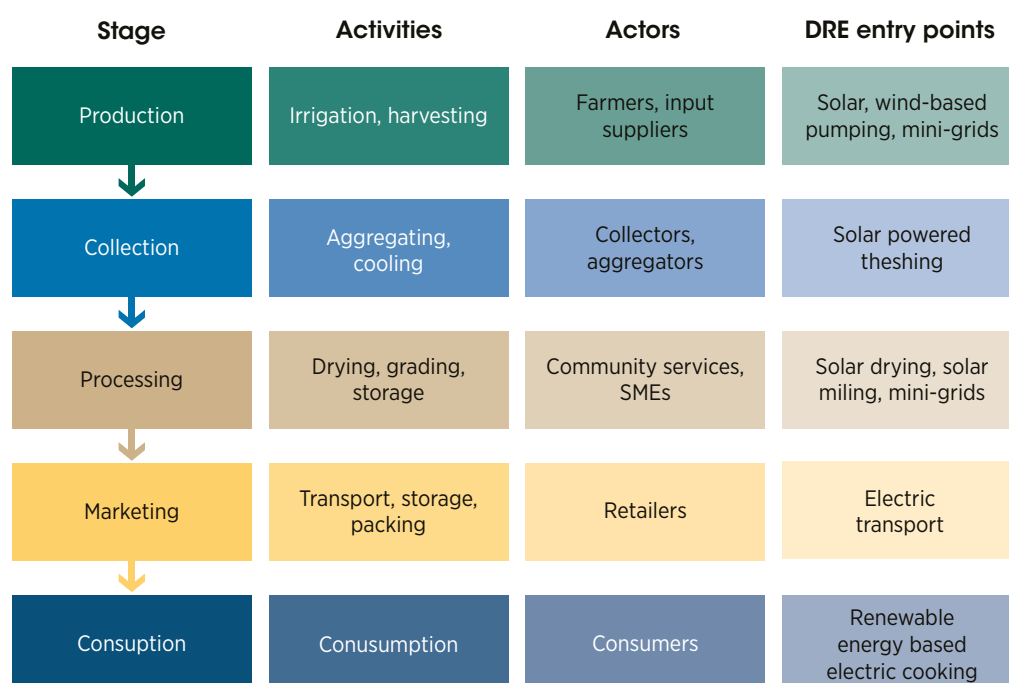 Stage
Activities
Actors
DRE entry points
Production
Irrigation, harvesting
Farmers, input
suppliers
Solar, wind-based
pumping, mini-grids
Collection
Aggregating,
cooling
Collectors,
aggregators
Solar powered
theshing
Processing
Drying, grading,
storage
Community services,
SMEs
Solar drying, solar
miling, mini-grids
Marketing
Transport, storage,
packing
Retailers
Electric
transport
Consuption
Conusumption
Consumers
Renewable
energy based
electric cooking